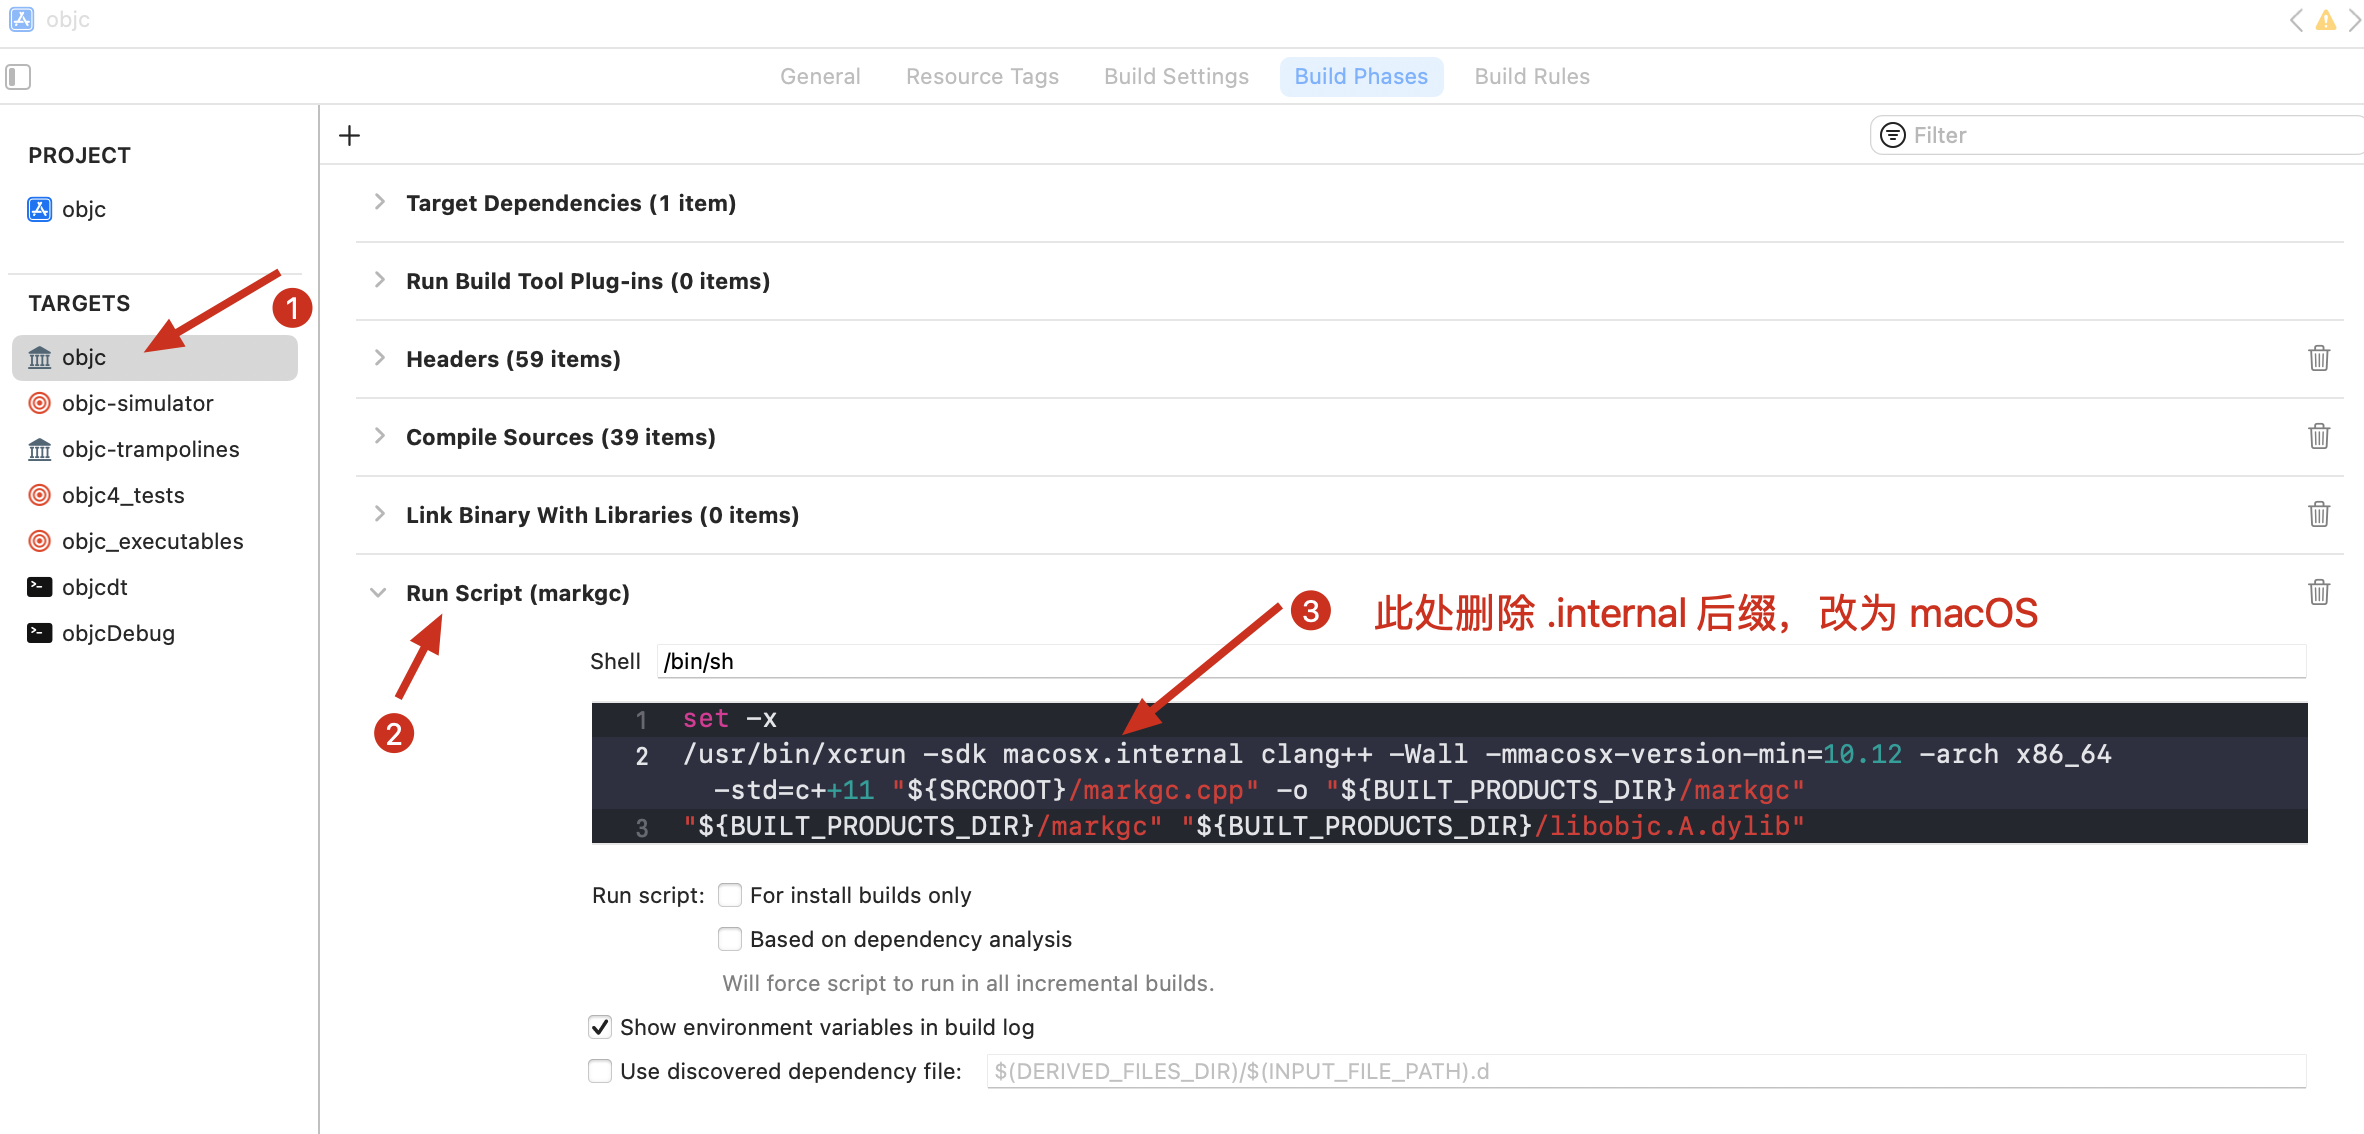 objc
General Resource Tags Build Settings Build Phases Build Rules
Filter
PROJECT
objc
TARGETS
1
objc
objc-simulator
objc-trampolines
objc4_tests
objc_executables
objcdt
objcDebug
Target Dependencies (1 item)
Run Build Tool Plug-ins (0 items)
Headers (59 items)
Compile Sources (39 items)
Link Binary With Libraries (0 items)
Run Script (markgc)
2
3 此处删除 .internal 后缀，改为 macOS
Shell /bin/sh
1 set -x
2 /usr/bin/xcrun -sdk macosx.internal clang++ -Wall -mmacosx-version-min=10.12 -arch x86_64
-std=c++11 "${SRCROOT}/markgc.cpp" -o "${BUILT_PRODUCTS_DIR}/markgc"
3 "${BUILT_PRODUCTS_DIR}/markgc" "${BUILT_PRODUCTS_DIR}/libobjc.A.dylib"
Run script: For install builds only
Based on dependency analysis
Will force script to run in all incremental builds.
Show environment variables in build log
Use discovered dependency file: $(DERIVED_FILES_DIR)/$(INPUT_FILE_PATH).d